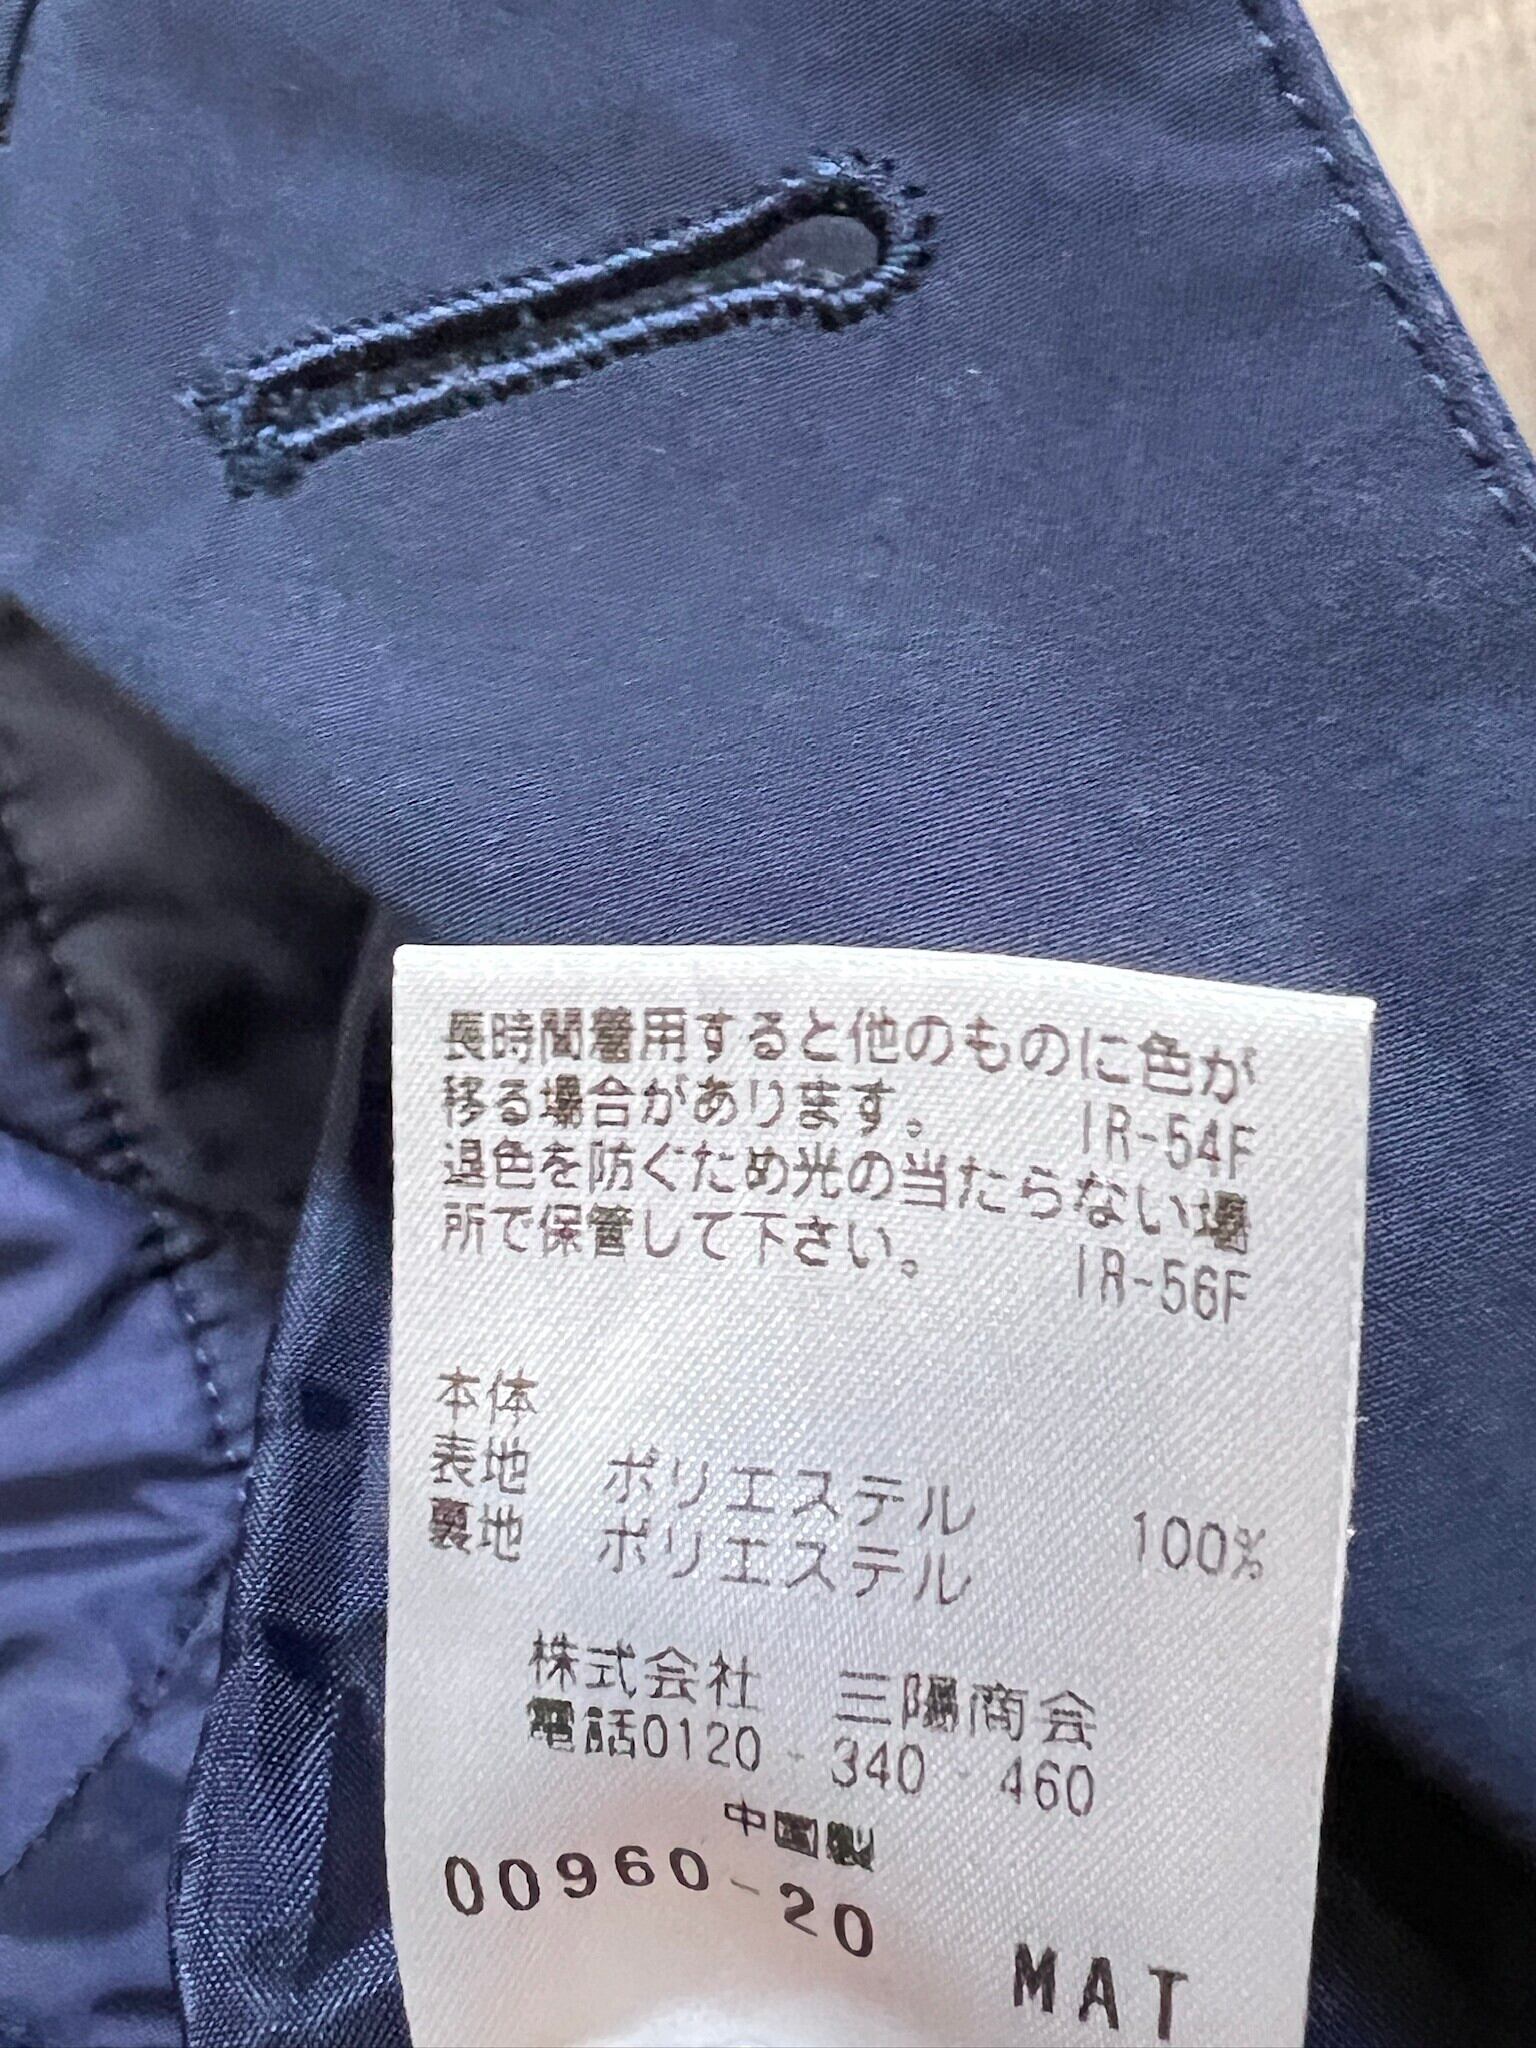 長時間着用すると他のものに色が
移る場合があります。 IR-54F
退色を防ぐため光の当たらない場
所で保管して下さい。 IR-56F
本体
表地 ポリエステル 100%
裏地 ポリエステル
株式会社 三陽商会
電話0120-340-460
中国製
00960-20
MAT